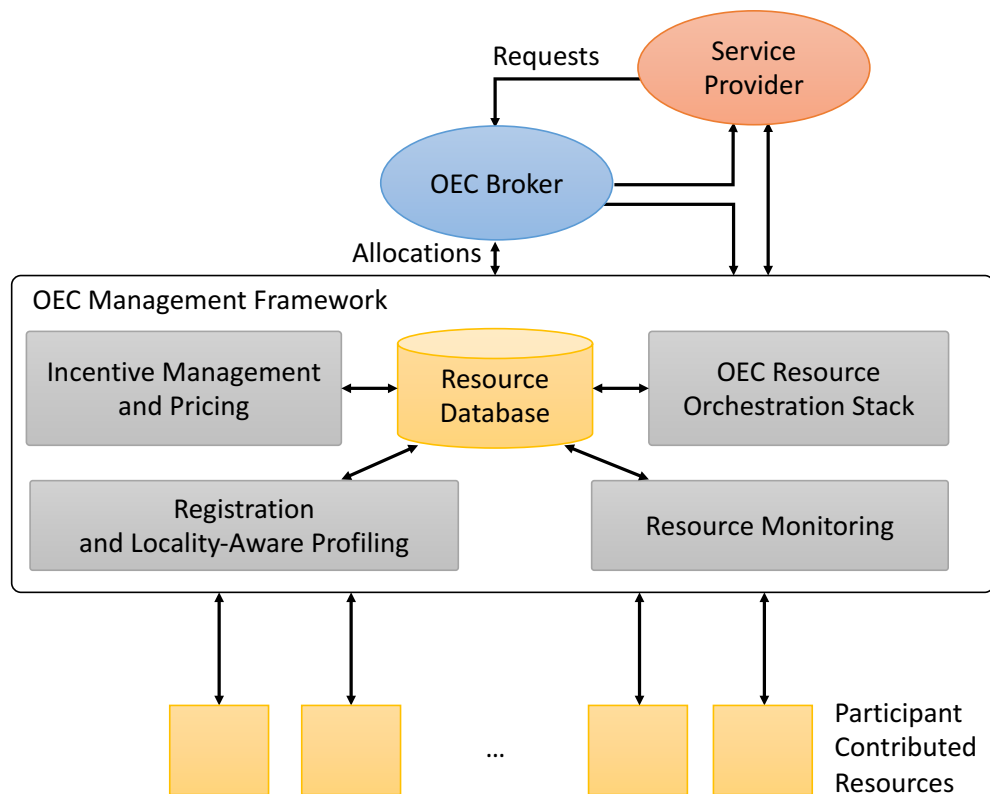 Requests
Service
Provider
OEC Broker
Allocations
OEC Management Framework
Incentive Management
and Pricing
Resource
Database
OEC Resource
Orchestration Stack
Registration
and Locality-Aware Profiling
Resource Monitoring
...
Participant
Contributed
Resources